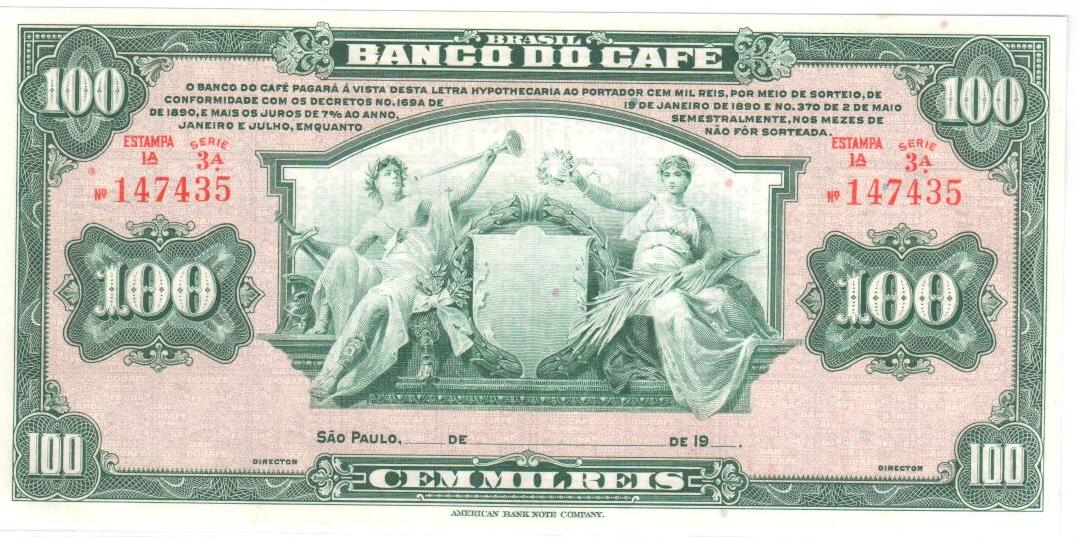 BRASIL
BANCO DO CAFÉ
100
100
O BANCO DO CAFÉ PAGARÁ Á VISTA DESTA LETRA HYPOTHECARIA AO PORTADOR CEM MIL REIS, POR MEIO DE SORTEIO, DE
CONFORMIDADE COM OS DECRETOS NO. 169A DE 19 DE JANEIRO DE 1890 E NO. 370 DE 2 DE MAIO
DE 1890, E MAIS OS JUROS DE 7% AO ANNO, SEMESTRALMENTE, NOS MEZES DE
JANEIRO E JULHO, EMQUANTO NÃO FÔR SORTEADA.
ESTAMPA SERIE
1A 3A.
Nº 147435
ESTAMPA SERIE
1A 3A.
Nº 147435
100
100
SÃO PAULO, DE DE 19 .
DIRECTOR
DIRECTOR
100
100
CEM MIL REIS
AMERICAN BANK NOTE COMPANY.